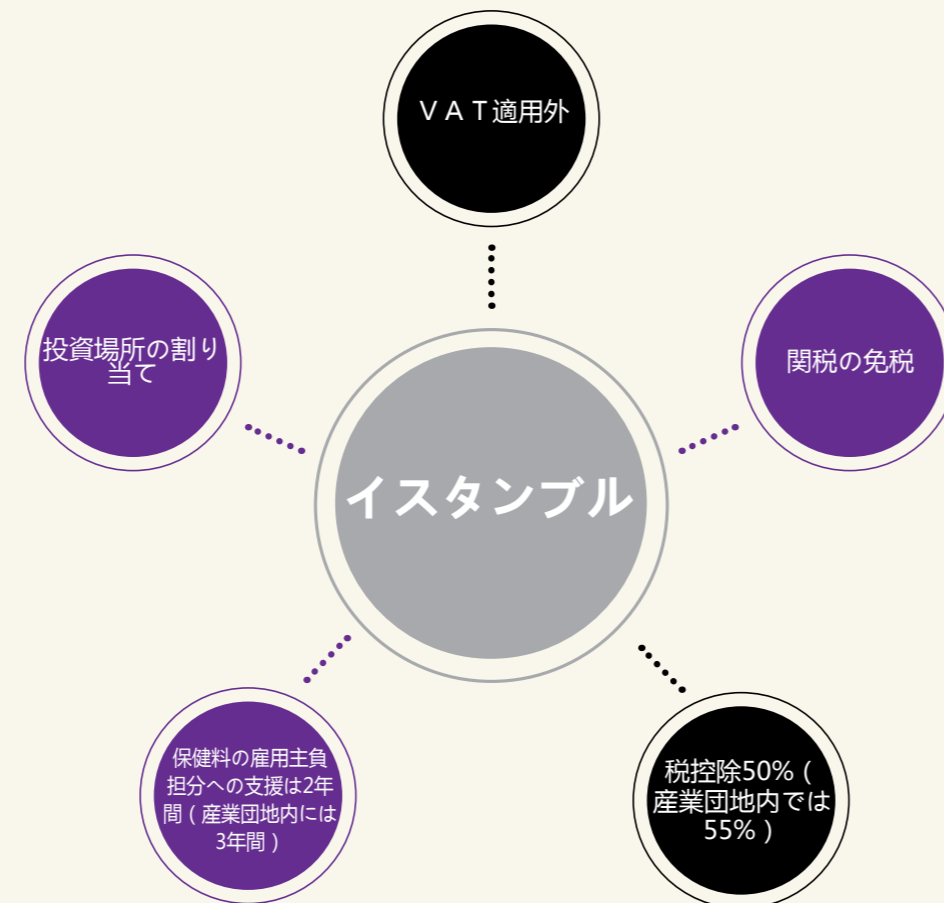 ＶＡＴ適用外
投資場所の割り
当て
関税の免税
イスタンブル
保健料の雇用主負
担分への支援は2年
間（産業団地内には
3年間）
税控除50%（
産業団地内では
55%）